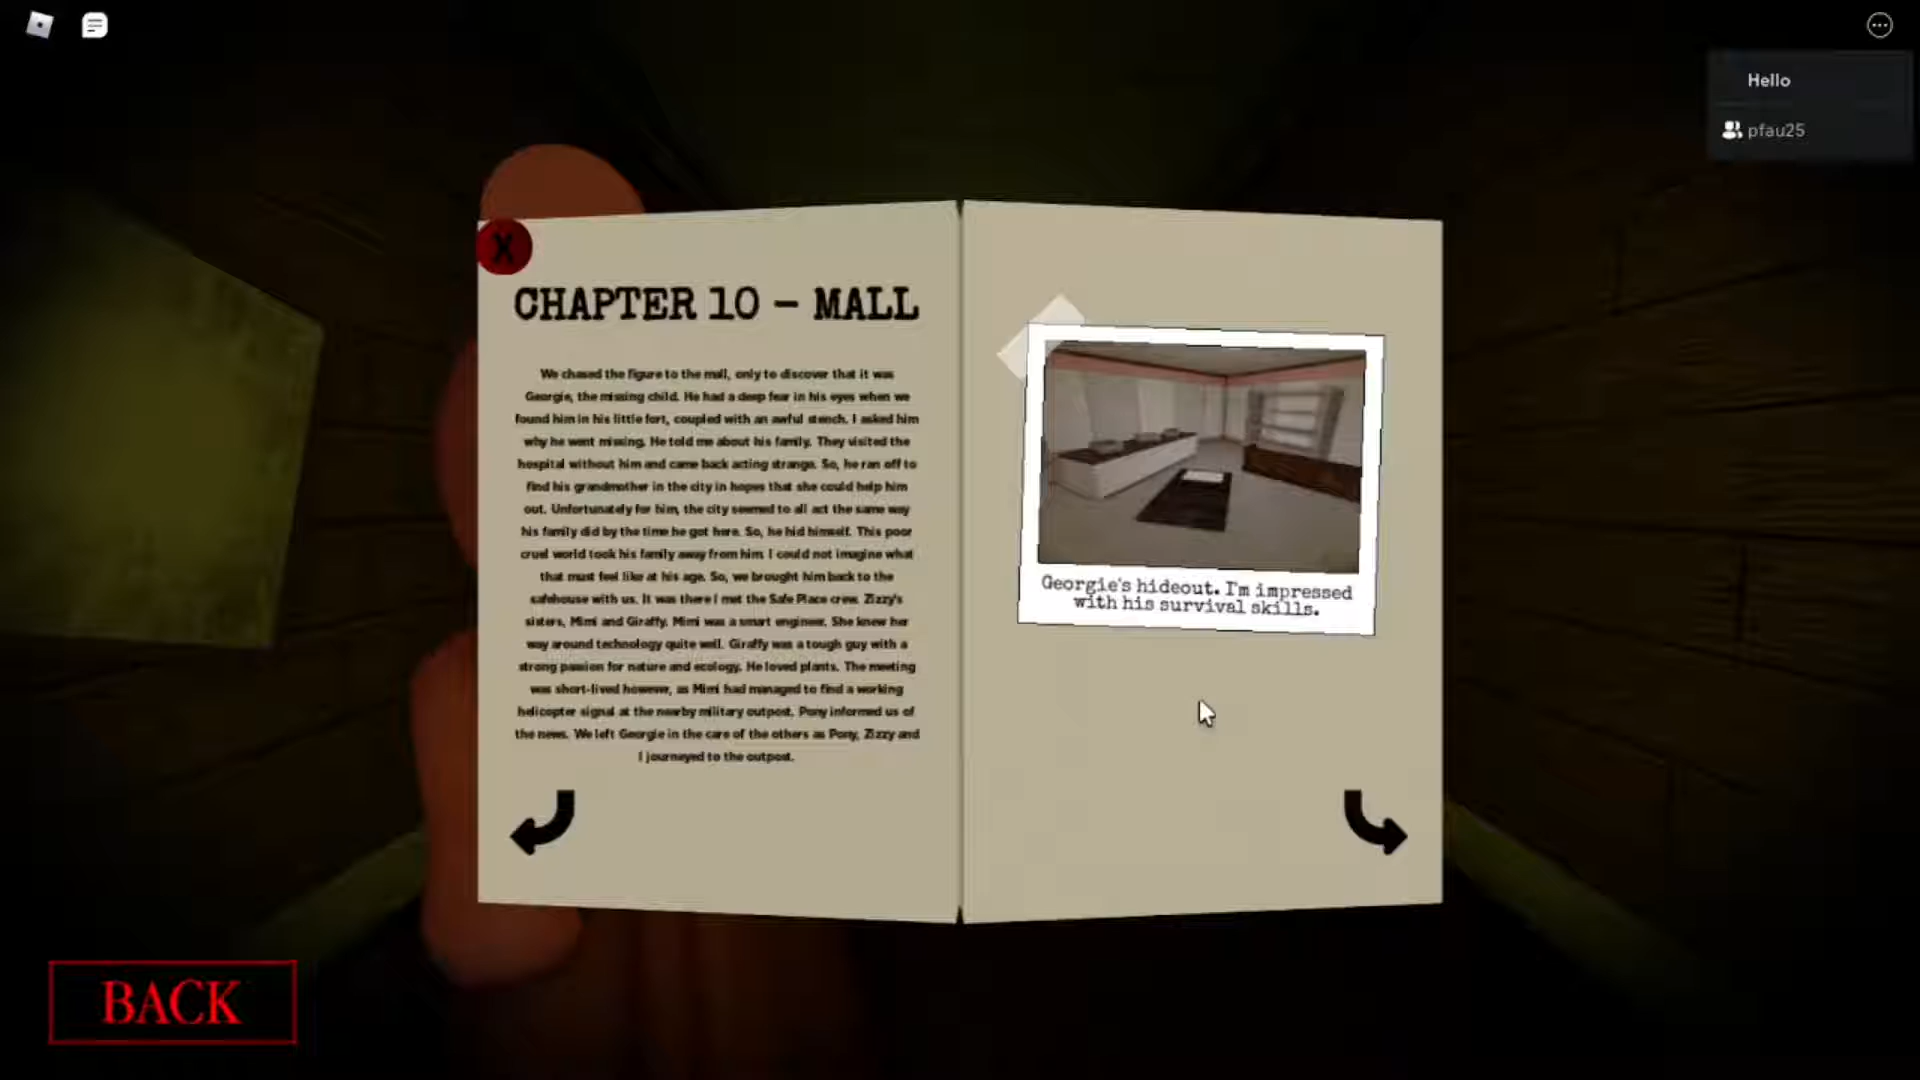 Hello
pfau25
X
CHAPTER 10 - MALL
We chased the figure to the mall, only to discover that it was
Georgie, the missing child. He had a deep fear in his eyes when we
found him in his little fort, coupled with an awful stench. I asked him
why he went missing. He told me about his family. They visited the
hospital without him and came back acting strange. So, he ran off to
find his grandmother in the city in hopes that she could help him
out. Unfortunately for him, the city seemed to all act the same way
his family did by the time he got here. So, he hid himself. This poor
cruel world took his family away from him. I could not imagine what
that must feel like at his age. So, we brought him back to the
safehouse with us. It was there I met the Safe Place crew. Zizzy's
sisters, Mimi and Giraffy. Mimi was a smart engineer. She knew her
way around technology quite well. Giraffy was a tough guy with a
strong passion for nature and ecology. He loved plants. The meeting
was short-lived however, as Mimi had managed to find a working
helicopter signal at the nearby military outpost. Pony informed us of
the news. We left Georgie in the care of the others as Pony, Zizzy and
I journeyed to the outpost.
Georgie's hideout. I'm impressed
with his survival skills.
BACK